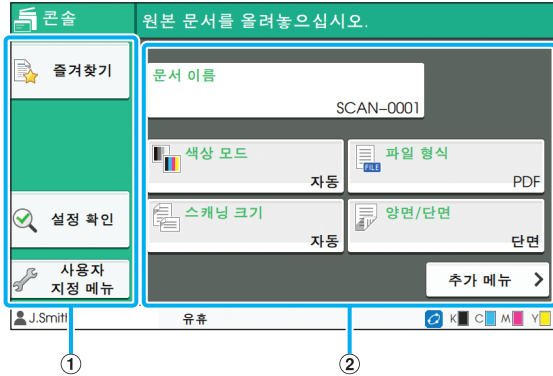 콘솔
원본 문서를 올려놓으십시오.
즐겨찾기
설정 확인
사용자
지정 메뉴
문서 이름
SCAN-0001
색상 모드
자동
파일 형식
FILE
PDF
스캐닝 크기
자동
양면/단면
단면
추가 메뉴
J.Smith
유휴
K C M Y
1
2